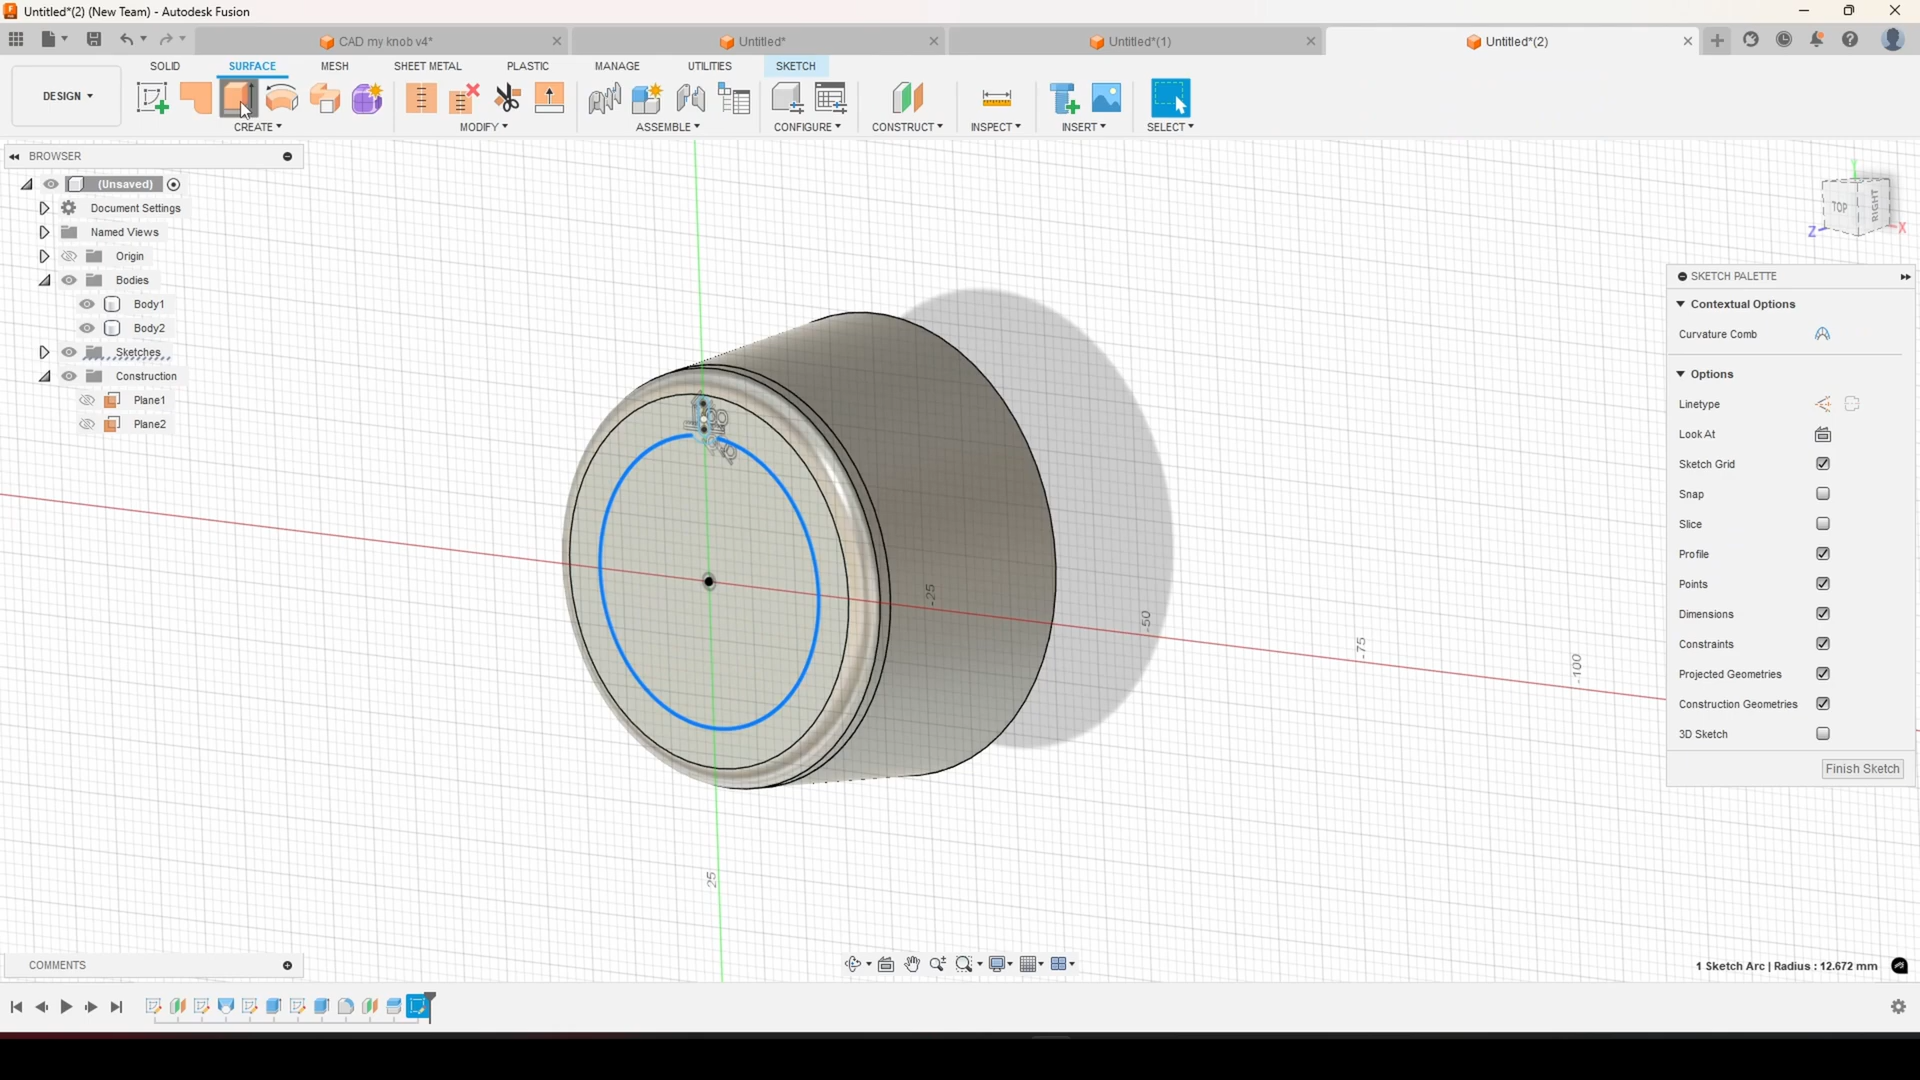 Untitled*(2) (New Team) - Autodesk Fusion
CAD my knob v4*
Untitled*
Untitled*(1)
Untitled*(2)
SOLID
SURFACE
MESH
SHEET METAL
PLASTIC
MANAGE
UTILITIES
SKETCH
DESIGN
CREATE
MODIFY
ASSEMBLE
CONFIGURE
CONSTRUCT
INSPECT
INSERT
SELECT
BROWSER
(Unsaved)
Document Settings
Named Views
Origin
Bodies
Body1
Body2
Sketches
Construction
Plane1
Plane2
Y
TOP
RIGHT
Z
X
-25
-50
-75
-100
25
SKETCH PALETTE
Contextual Options
Curvature Comb
Options
Linetype
Look At
Sketch Grid
Snap
Slice
Profile
Points
Dimensions
Constraints
Projected Geometries
Construction Geometries
3D Sketch
Finish Sketch
COMMENTS
1 Sketch Arc | Radius : 12.672 mm